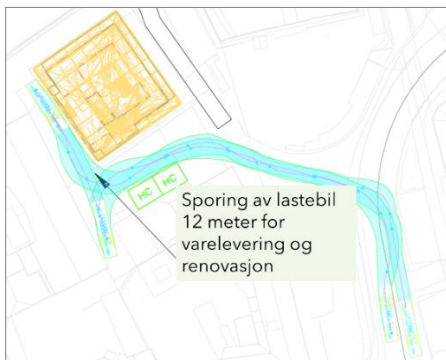 HC HC
Sporing av lastebil
12 meter for
varelevering og
renovasjon